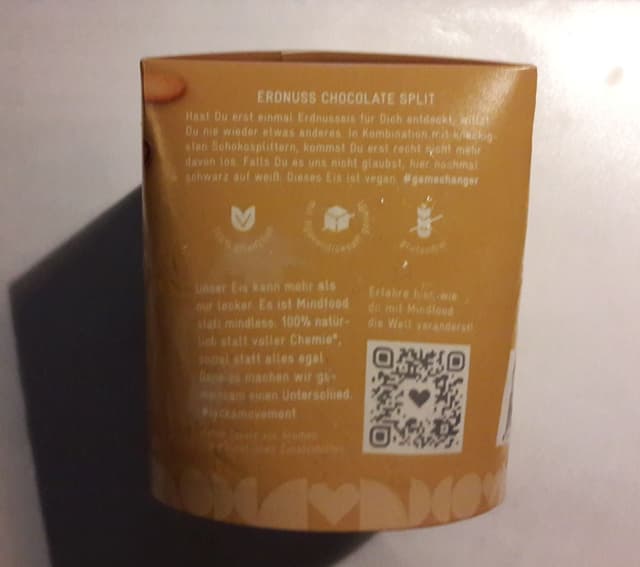 ERDNUSS CHOCOLATE SPLIT
Hast Du erst einmal Erdnusseis für Dich entdeckt, willst
Du nie wieder etwas anderes. In Kombination mit knackig-
sten Schokosplittern, kommst Du erst recht nicht mehr
davon los. Falls Du es uns nicht glaubst, hier nochmal
schwarz auf weiß: Dieses Eis ist vegan. #gamechanger
glutenfrei
Unser Eis kann mehr als
nur lecker. Es ist Mindfood
statt mindless. 100% natür-
lich statt voller Chemie*,
sozial statt alles egal.
machen wir ge-
meinsam einen Unterschied.
Erfahre hier, wie
du mit Mindfood
die Welt veränderst!